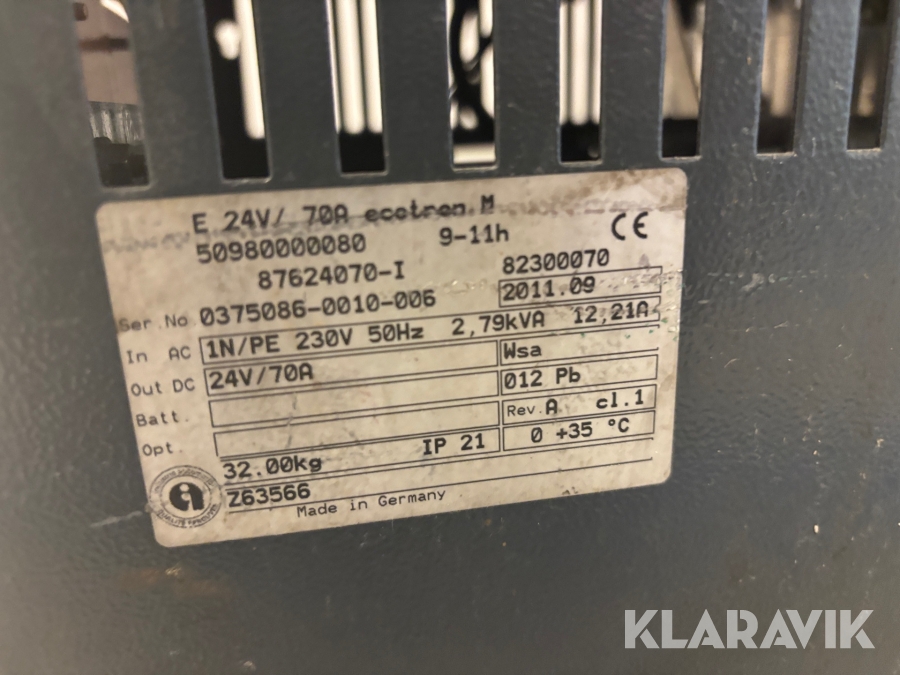 E 24V/ 70A ecotron M
50980000080 9-11h CE
87624070-I 82300070
Ser.No. 0375086-0010-006 2011.09
In AC 1N/PE 230V 50Hz 2,79kVA 12,21A
Out DC 24V/70A Wsa
Batt. 012 Pb
Opt. Rev. A cl.1
32.00kg IP 21 0 +35 °C
Z63566
Made in Germany
KLARAVIK